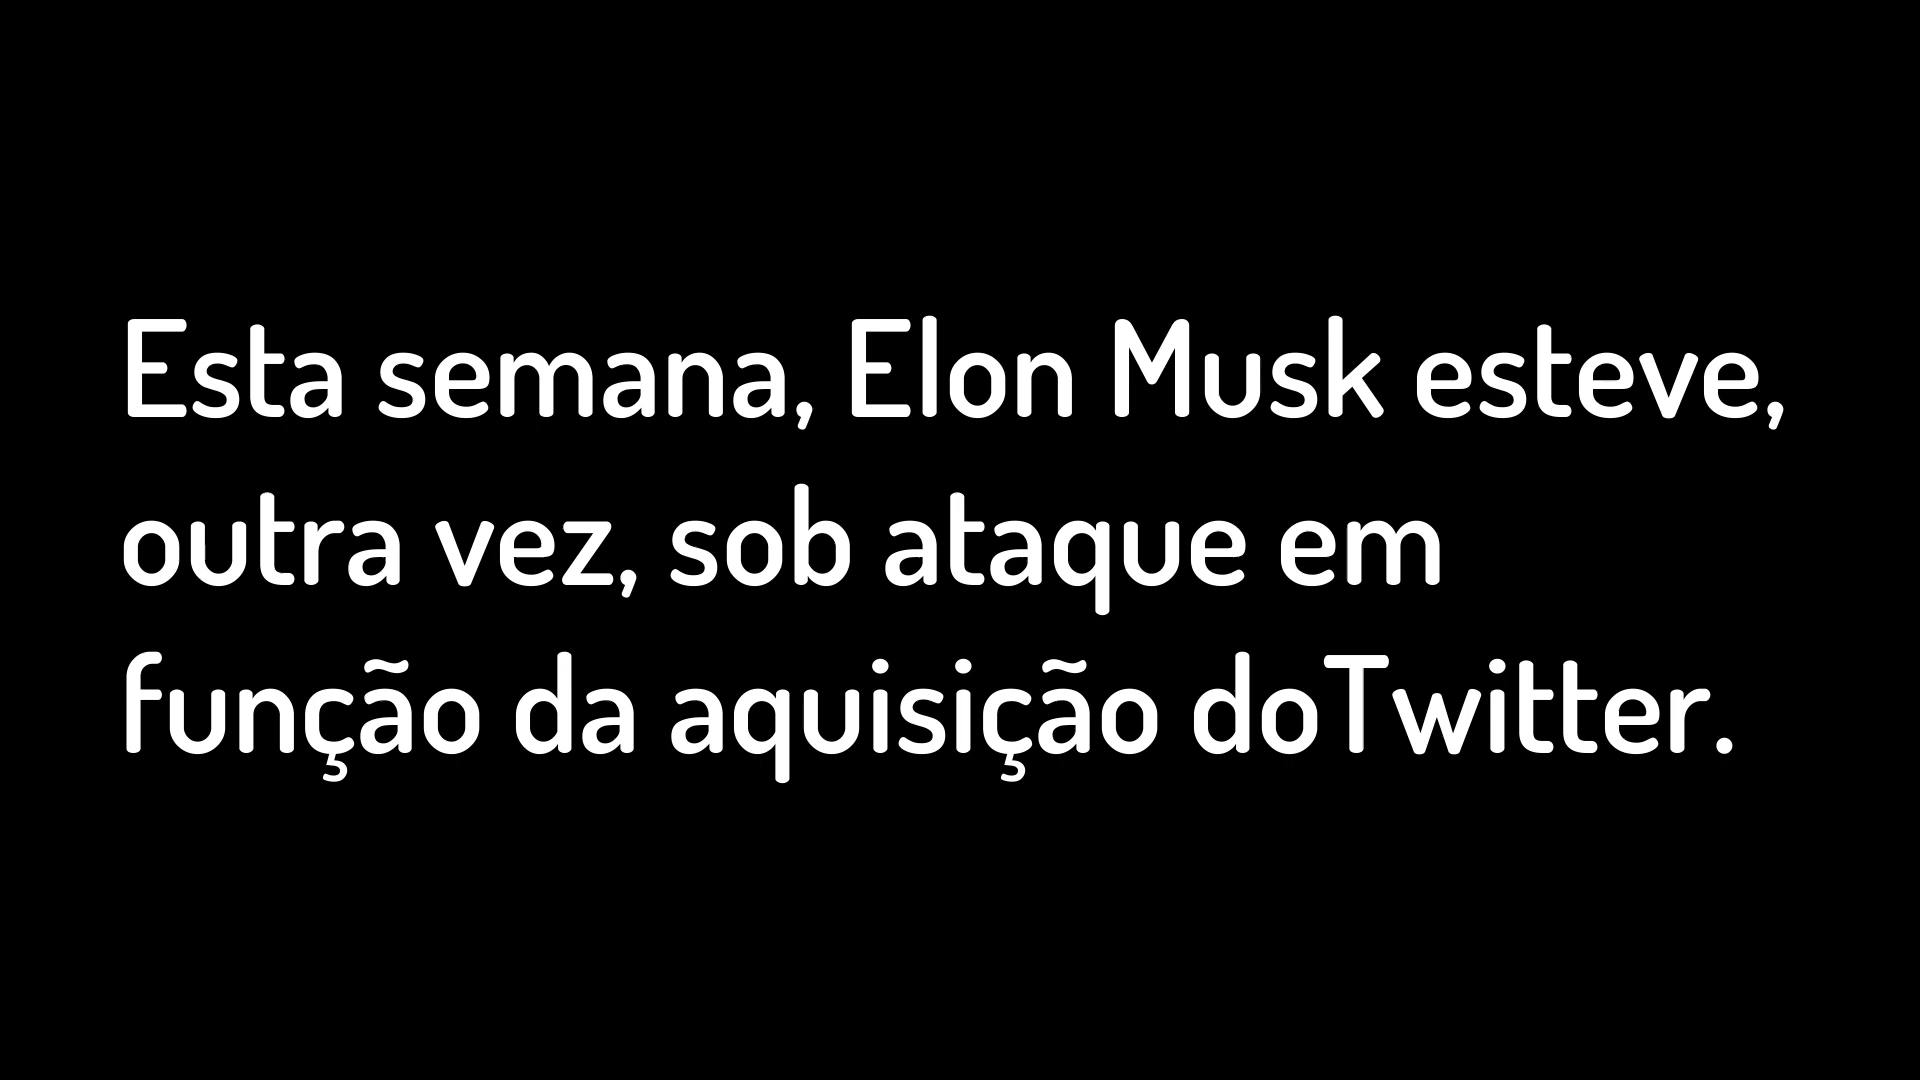 Esta semana, Elon Musk esteve,
outra vez, sob ataque em
função da aquisição doTwitter.